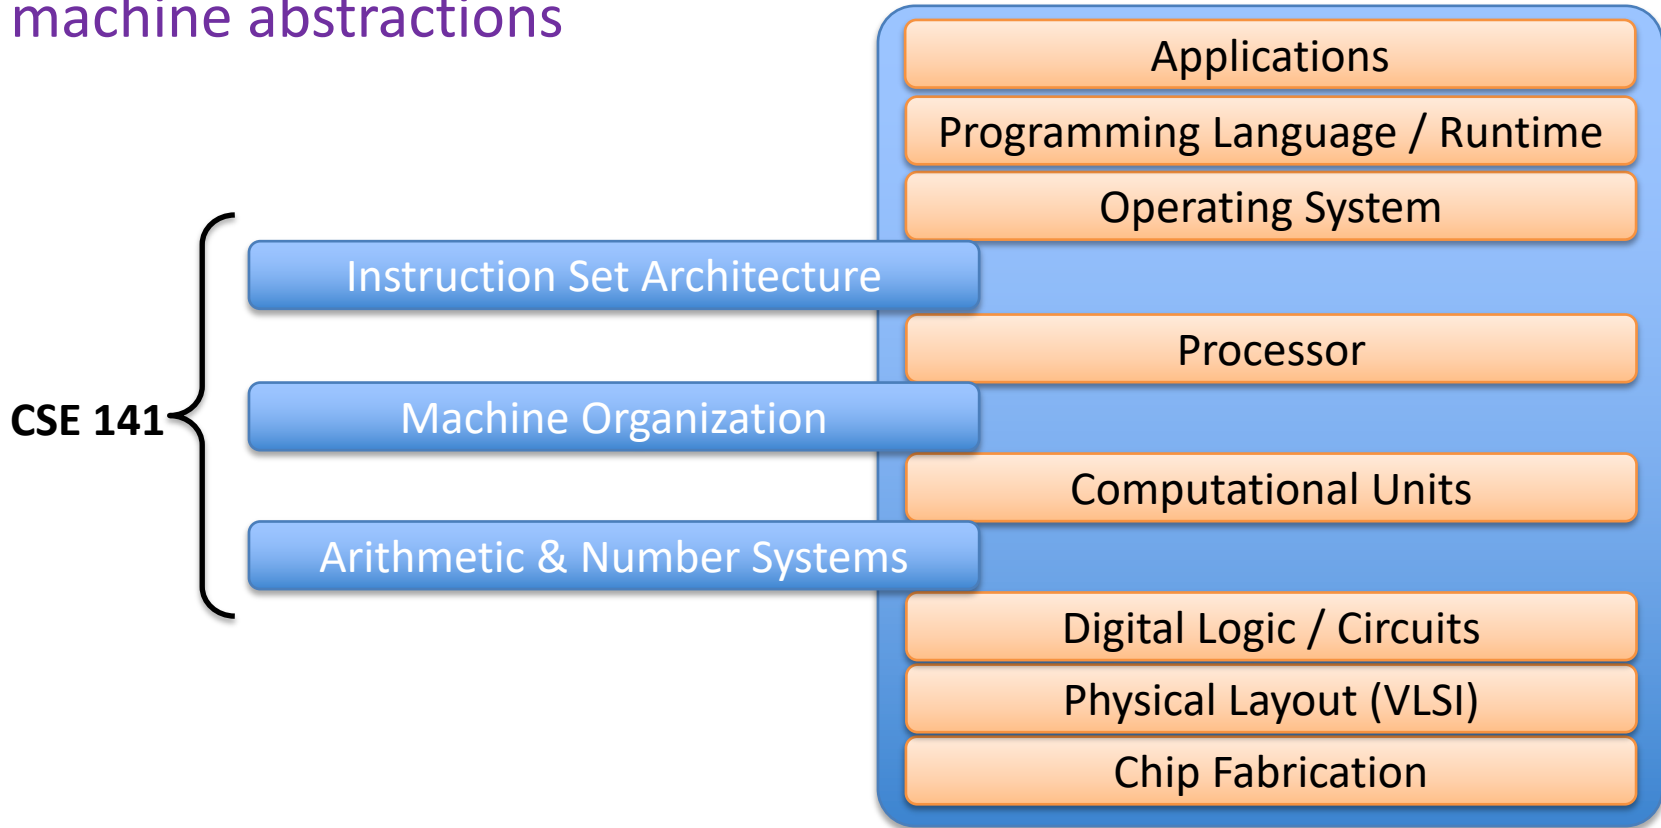 machine abstractions
Applications
Programming Language / Runtime
Operating System
Instruction Set Architecture
Processor
CSE 141
Machine Organization
Computational Units
Arithmetic & Number Systems
Digital Logic / Circuits
Physical Layout (VLSI)
Chip Fabrication